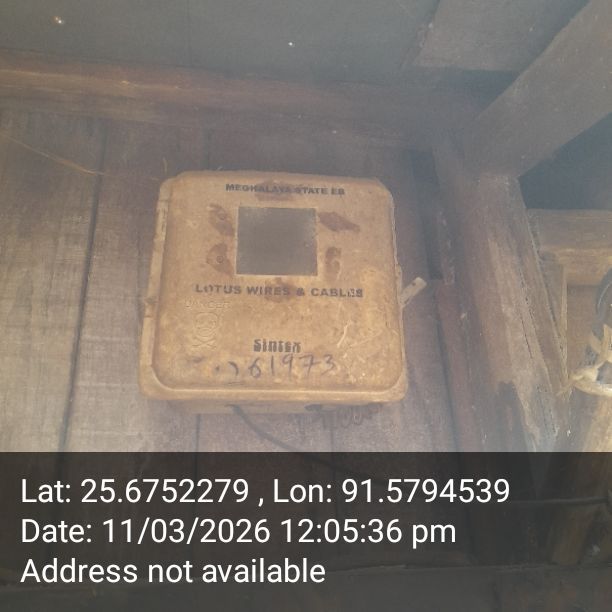 MEGHALAYA STATE EB
LOTUS WIRES & CABLES
DANGER
Sintex
261973
Lat: 25.6752279 , Lon: 91.5794539
Date: 11/03/2026 12:05:36 pm
Address not available